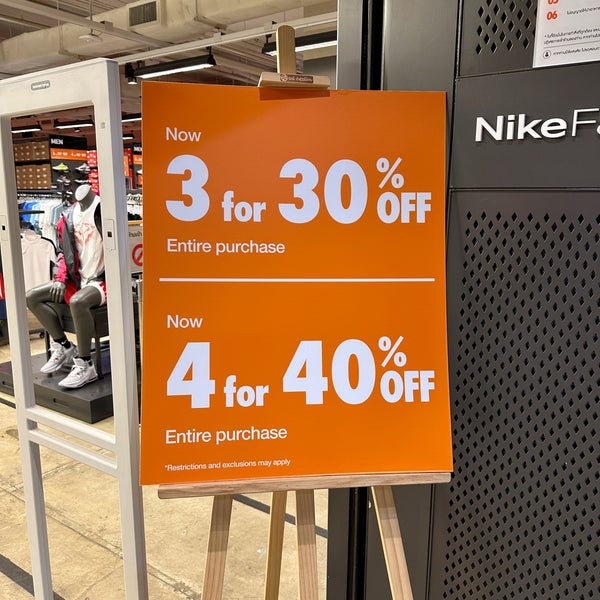 Now
3 for 30% OFF
Entire purchase
Now
4 for 40% OFF
Entire purchase
*Restrictions and exclusions may apply
NikeFa
06
MEN